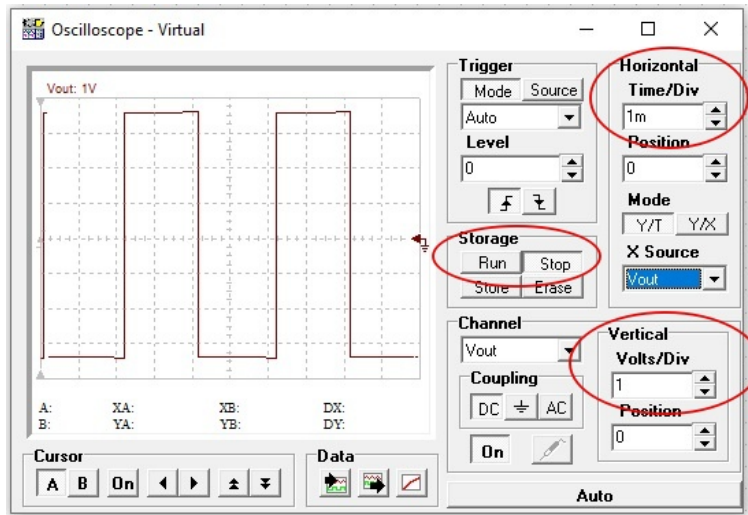 Oscilloscope - Virtual
Vout: 1V
A: XA: XB: DX:
B: YA: YB: DY:
Trigger
Mode Source
Auto
Level
0
Horizontal
Time/Div
1m
Position
0
Mode
Y/T Y/X
X Source
Vout
Storage
Run Stop
Store Erase
Channel
Vout
Coupling
DC AC
On
Vertical
Volts/Div
1
Position
0
Cursor
A B On
Data
Auto